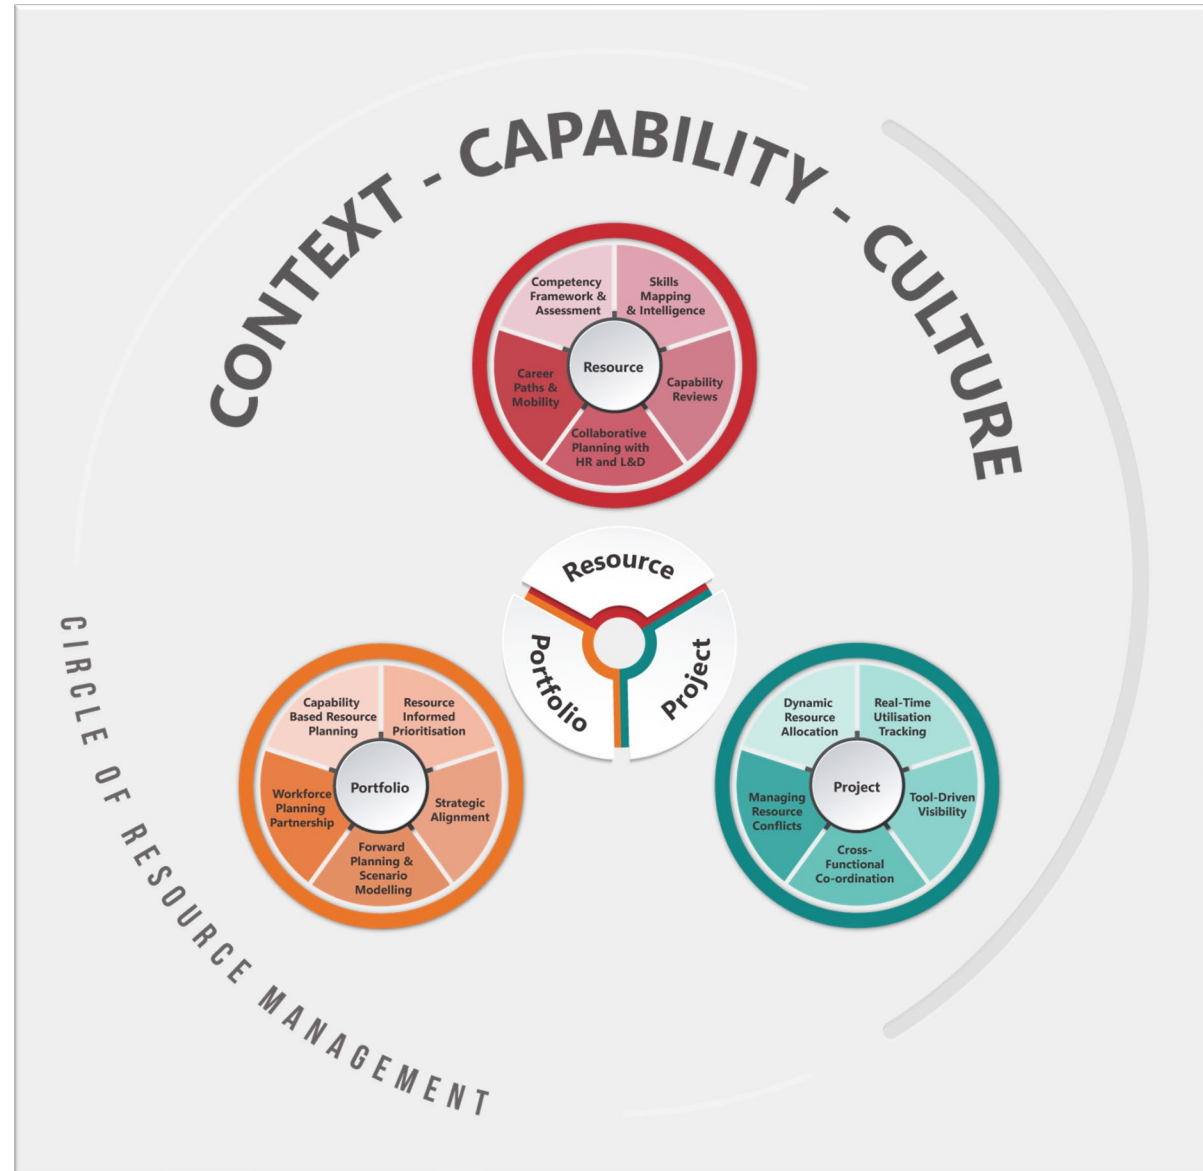 CONTEXT - CAPABILITY - CULTURE
Competency
Framework &
Assessment
Skills
Mapping
& Intelligence
Career
Paths &
Mobility
Resource
Capability
Reviews
Collaborative
Planning with
HR and L&D
Resource
Portfolio
Project
CIRCLE OF RESOURCE MANAGEMENT
Capability
Based Resource
Planning
Resource
Informed
Prioritisation
Workforce
Planning
Partnership
Portfolio
Strategic
Alignment
Forward
Planning &
Scenario
Modelling
Dynamic
Resource
Allocation
Real-Time
Utilisation
Tracking
Managing
Resource
Conflicts
Project
Tool-Driven
Visibility
Cross-
Functional
Co-ordination